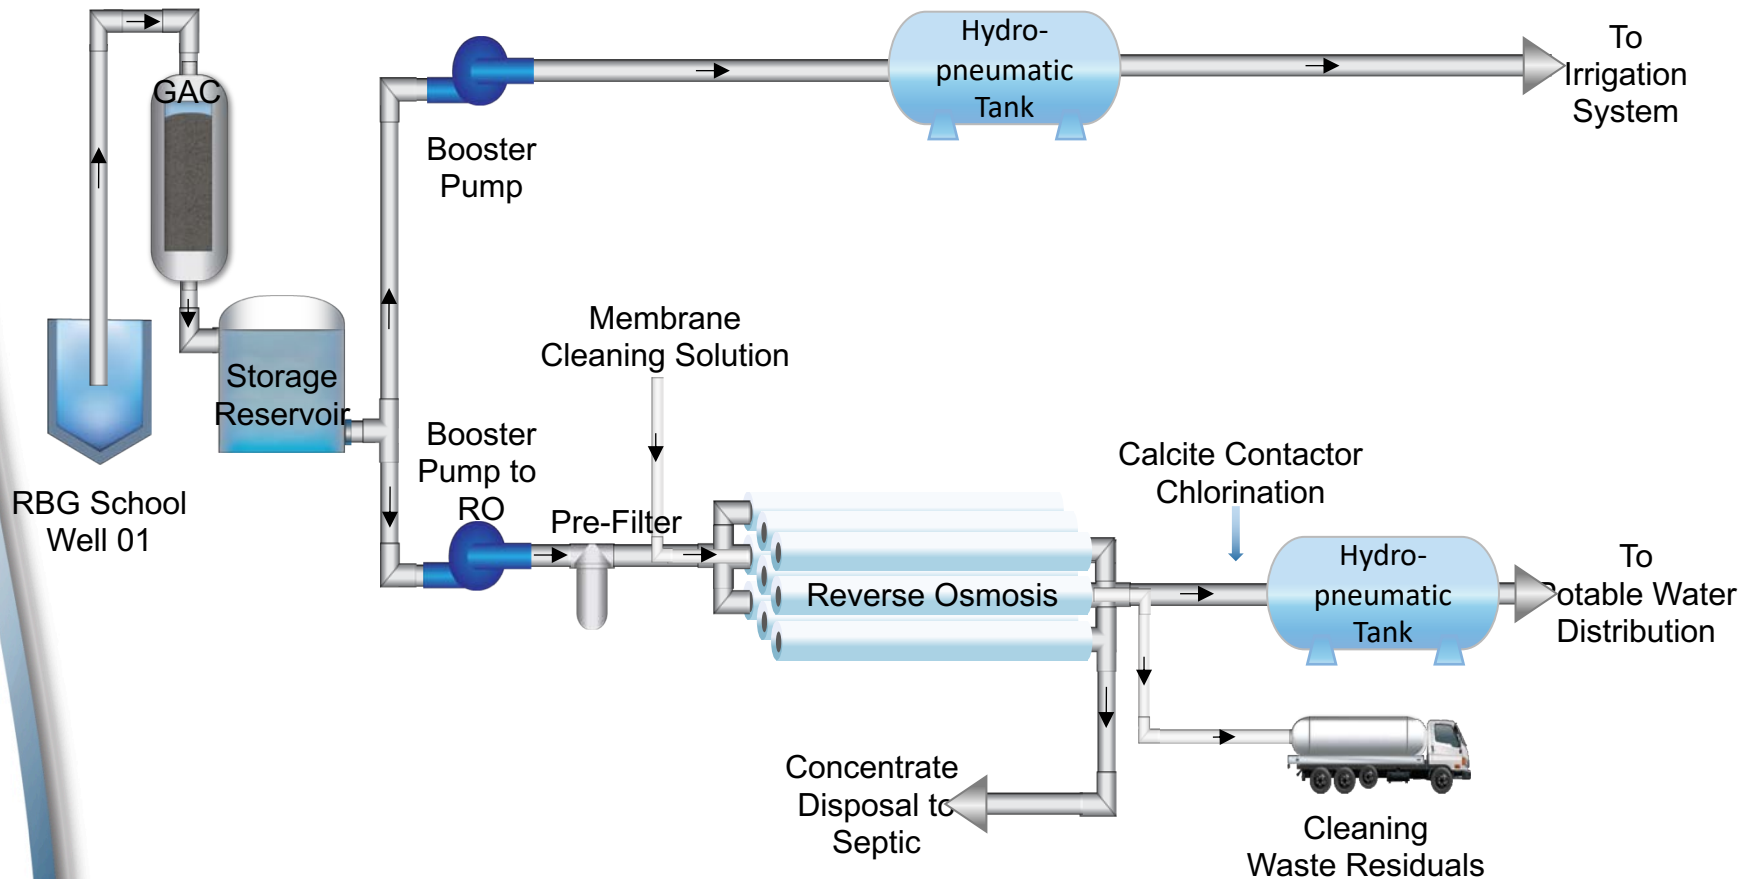 GAC
Hydro-
pneumatic
Tank
To
Irrigation
System
Booster
Pump
Storage
Reservoir
RBG School
Well 01
Membrane
Cleaning Solution
Booster
Pump to
RO
Pre-Filter
Reverse Osmosis
Calcite Contactor
Chlorination
Hydro-
pneumatic
Tank
To
Potable Water
Distribution
Concentrate
Disposal to
Septic
Cleaning
Waste Residuals